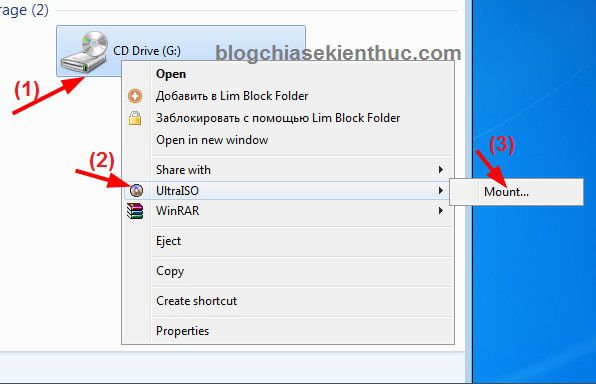 rage (2)
blogchiasekienthuc.com
CD Drive (G:)
(1)
Open
Добавить в Lim Block Folder
Заблокировать с помощью Lim Block Folder
Open in new window
(2)
(3)
Share with
UltraISO
Mount...
WinRAR
Eject
Copy
Create shortcut
Properties